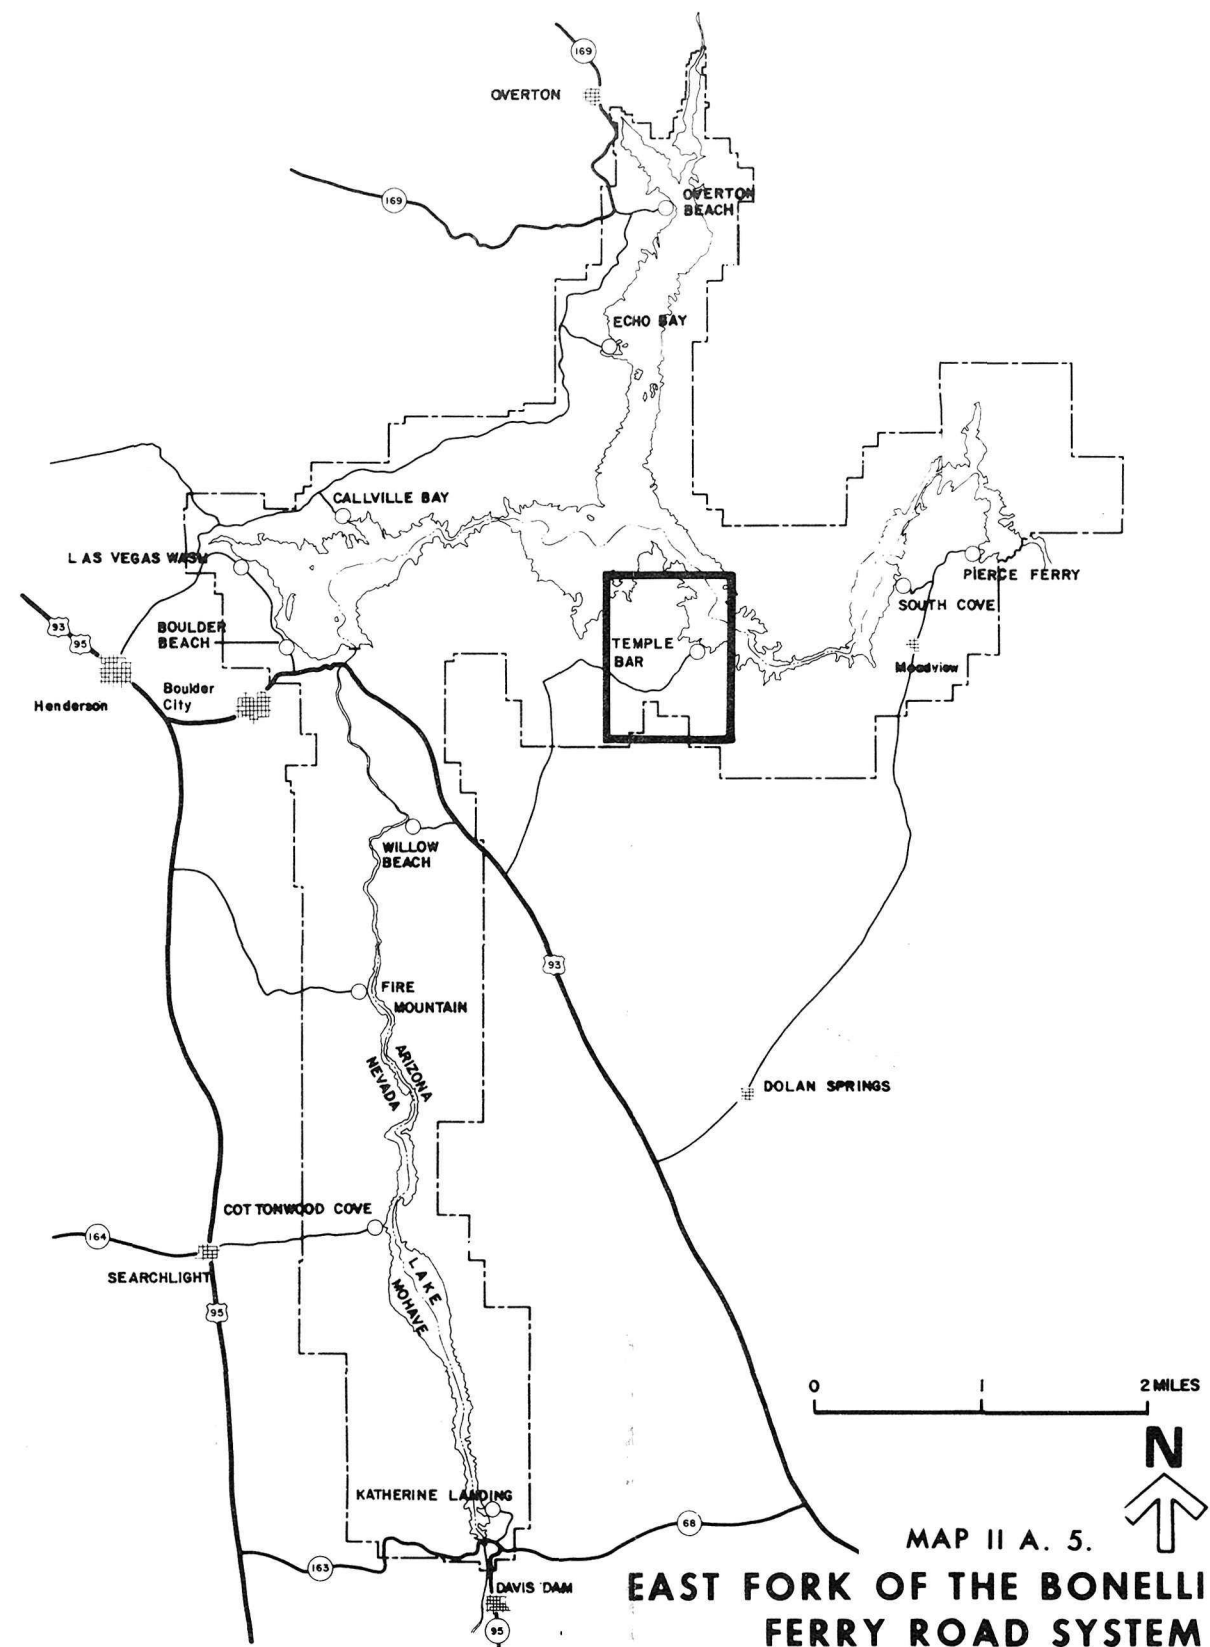 169
OVERTON
169
OVERTON
BEACH
ECHO BAY
CALLVILLE BAY
LAS VEGAS WASH
PIERCE FERRY
SOUTH COVE
93
95
BOULDER
BEACH
TEMPLE
BAR
Meadview
Henderson
Boulder
City
WILLOW
BEACH
93
FIRE
MOUNTAIN
ARIZONA
NEVADA
DOLAN SPRINGS
COTTONWOOD COVE
164
SEARCHLIGHT
LAKE
MOHAVE
95
0 1 2 MILES
N
KATHERINE LANDING
68
163
DAVIS DAM
95
MAP II A. 5.
EAST FORK OF THE BONELLI
FERRY ROAD SYSTEM